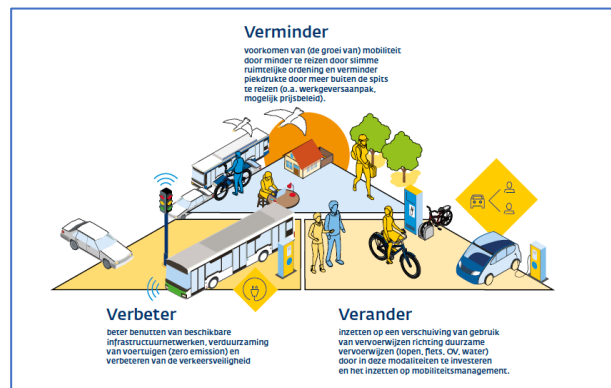 Verminder
voorkomen van (de groei van) mobiliteit
door minder te reizen door slimme
ruimtelijke ordening en verminder
piekdrukte door meer buiten de spits
te reizen (o.a. werkgeversaanpak,
mogelijk prijsbeleid).
Verbeter
beter benutten van beschikbare
infrastructuurnetwerken, verduurzaming
van voertuigen (zero emission) en
verbeteren van de verkeersveiligheid
Verander
inzetten op een verschuiving van gebruik
van vervoerwijzen richting duurzame
vervoerwijzen (lopen, fiets, OV, water)
door in deze modaliteiten te investeren
en het inzetten op mobiliteitsmanagement.